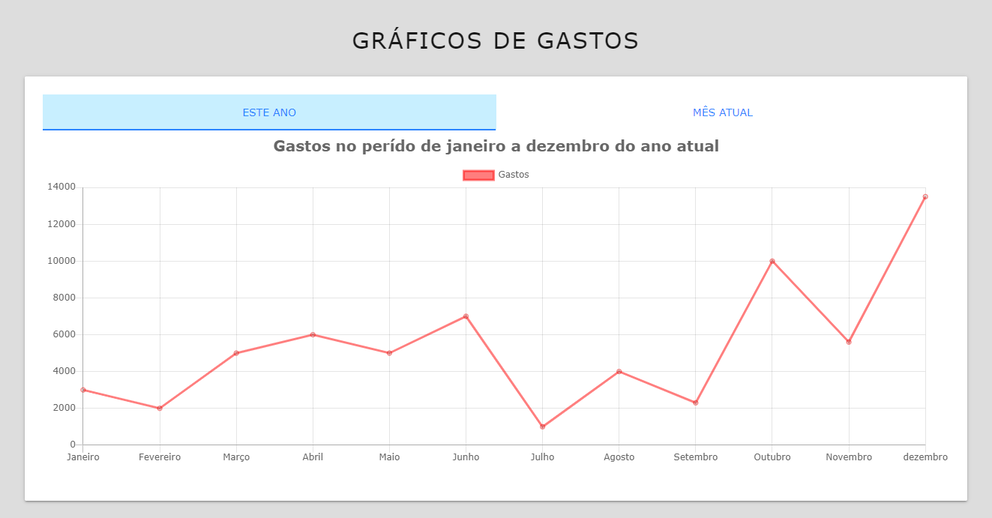 GRÁFICOS DE GASTOS
ESTE ANO MÊS ATUAL
Gastos no perído de janeiro a dezembro do ano atual
Gastos
14000
12000
10000
8000
6000
4000
2000
0
Janeiro Fevereiro Março Abril Maio Junho Julho Agosto Setembro Outubro Novembro dezembro